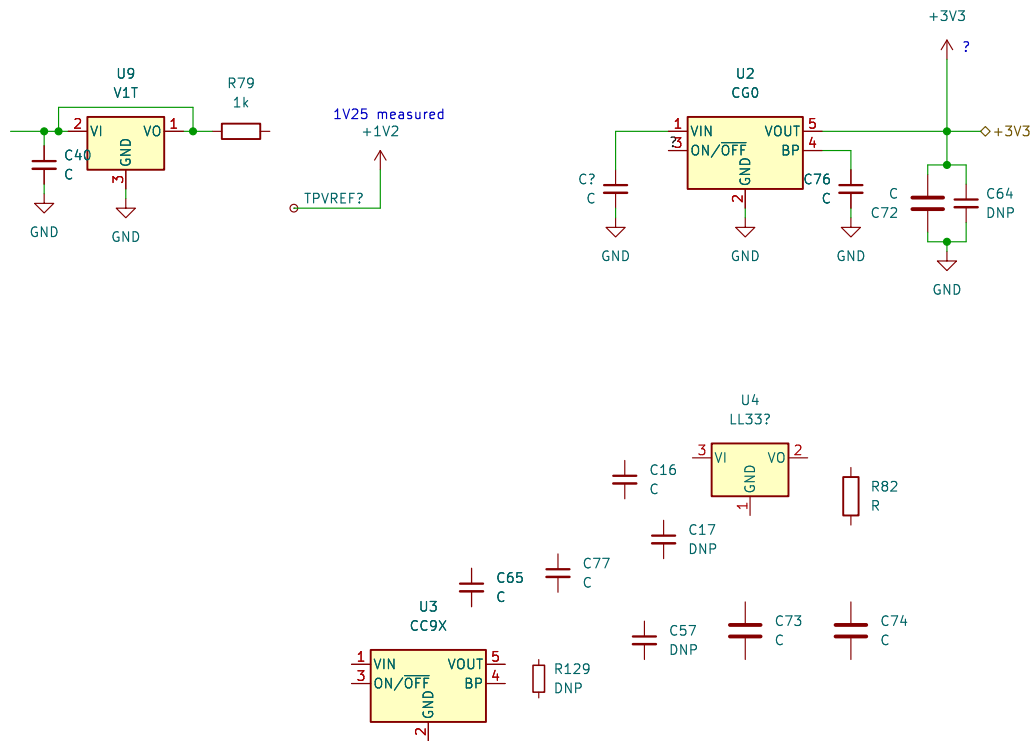 +3V3
?
U9
V1T
R79
1k
2
VI
VO
1
GND
3
C40
C
GND
GND
1V25 measured
+1V2
TPVREF?
U2
CG0
1
VIN
VOUT
5
?
3
ON/OFF
BP
4
GND
2
C?
C
GND
GND
C76
C
GND
+3V3
C
C72
C64
DNP
GND
U4
LL33?
3
VI
VO
2
GND
1
C16
C
R82
R
C17
DNP
C77
C
C65
C
U3
CC9X
1
VIN
VOUT
5
3
ON/OFF
BP
4
GND
2
R129
DNP
C57
DNP
C73
C
C74
C